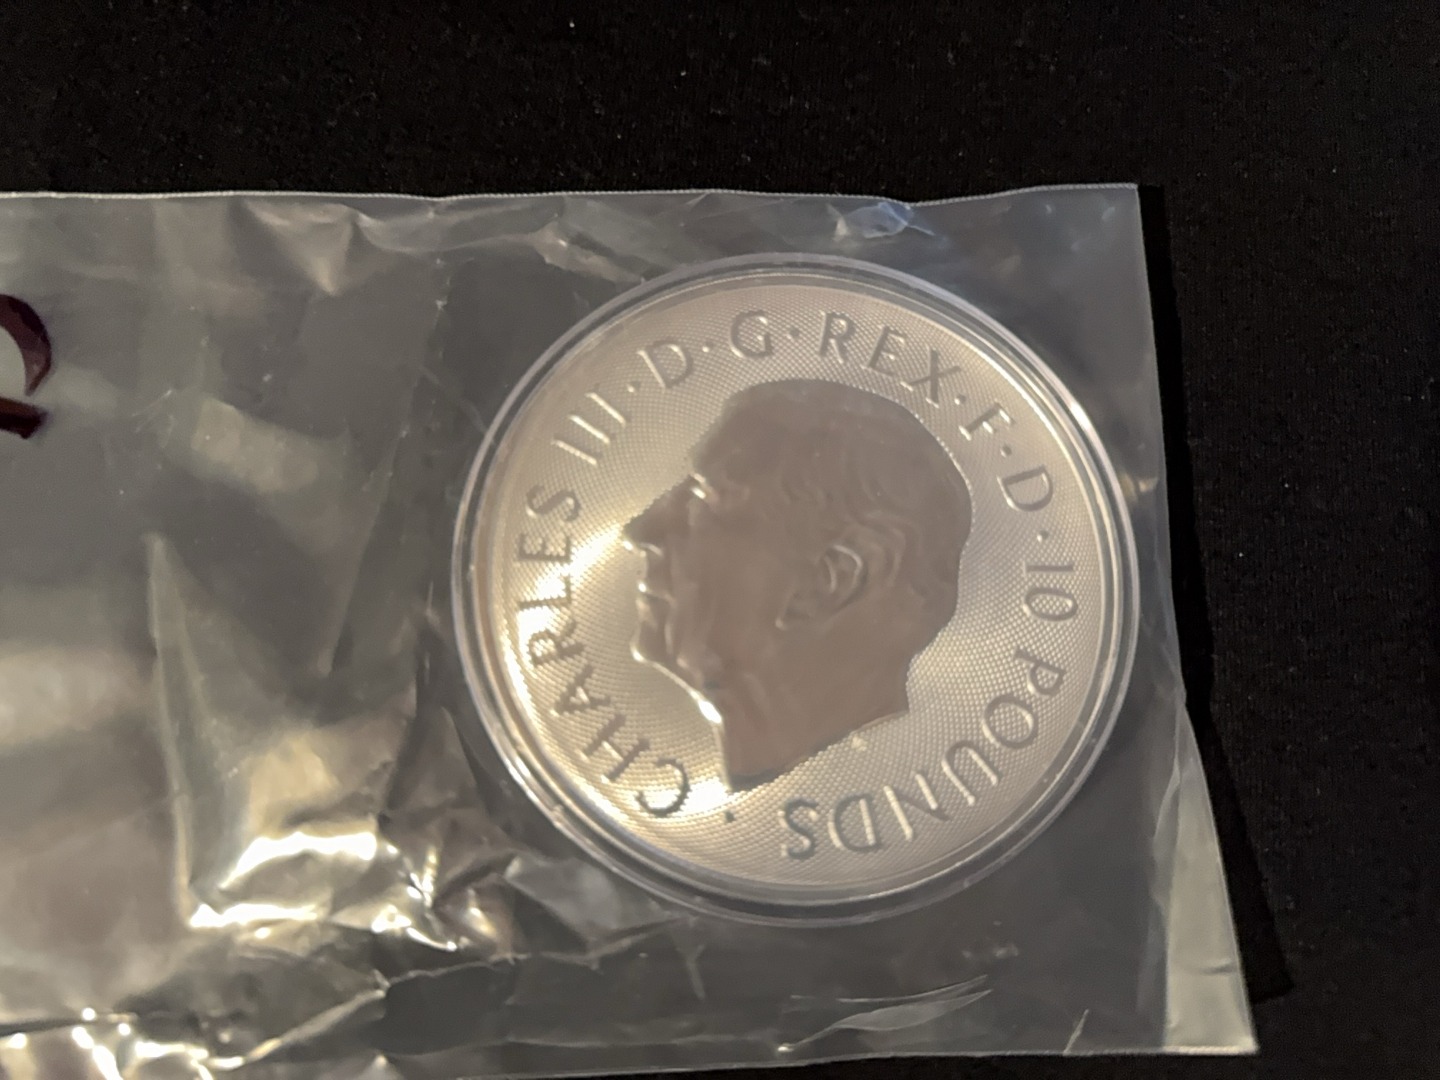 · CHARLES III · D · G · REX · F · D · 10 POUNDS